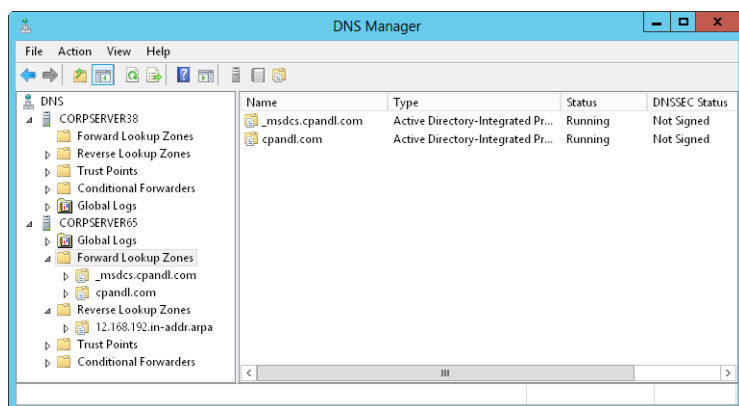 DNS Manager
File Action View Help
DNS
CORPSERVER38
Forward Lookup Zones
Reverse Lookup Zones
Trust Points
Conditional Forwarders
Global Logs
CORPSERVER65
Global Logs
Forward Lookup Zones
_msdcs.cpandl.com
cpandl.com
Reverse Lookup Zones
12.168.192.in-addr.arpa
Trust Points
Conditional Forwarders
Name Type Status DNSSEC Status
_msdcs.cpandl.com Active Directory-Integrated Pr... Running Not Signed
cpandl.com Active Directory-Integrated Pr... Running Not Signed